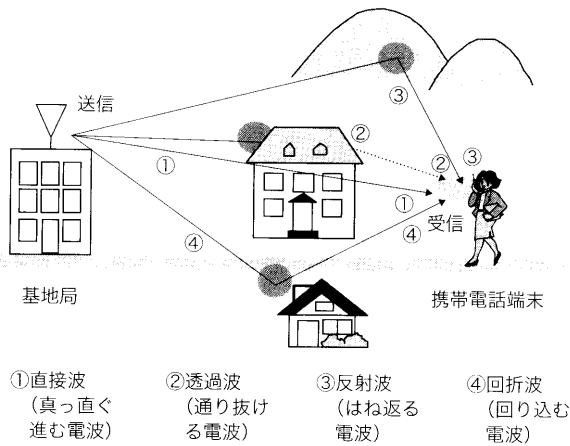 送信
③
②
①
②
③
①
受信
④
④
基地局
携帯電話端末
①直接波
(真っ直ぐ
進む電波)
②透過波
(通り抜け
る電波)
③反射波
(はね返る
電波)
④回折波
(回り込む
電波)